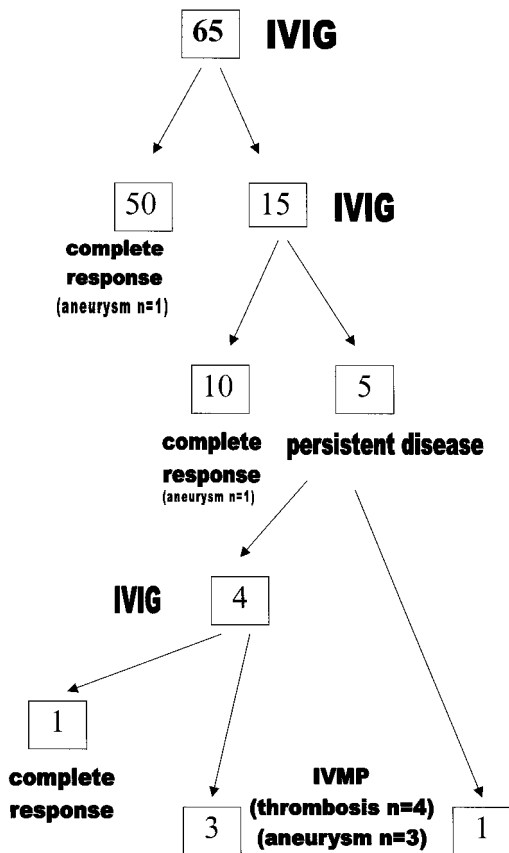 65 IVIG
50 15 IVIG
complete
response
(aneurysm n=1)
10 5
complete persistent disease
response
(aneurysm n=1)
IVIG 4
1
complete
response
IVMP
(thrombosis n=4)
(aneurysm n=3)
3 1